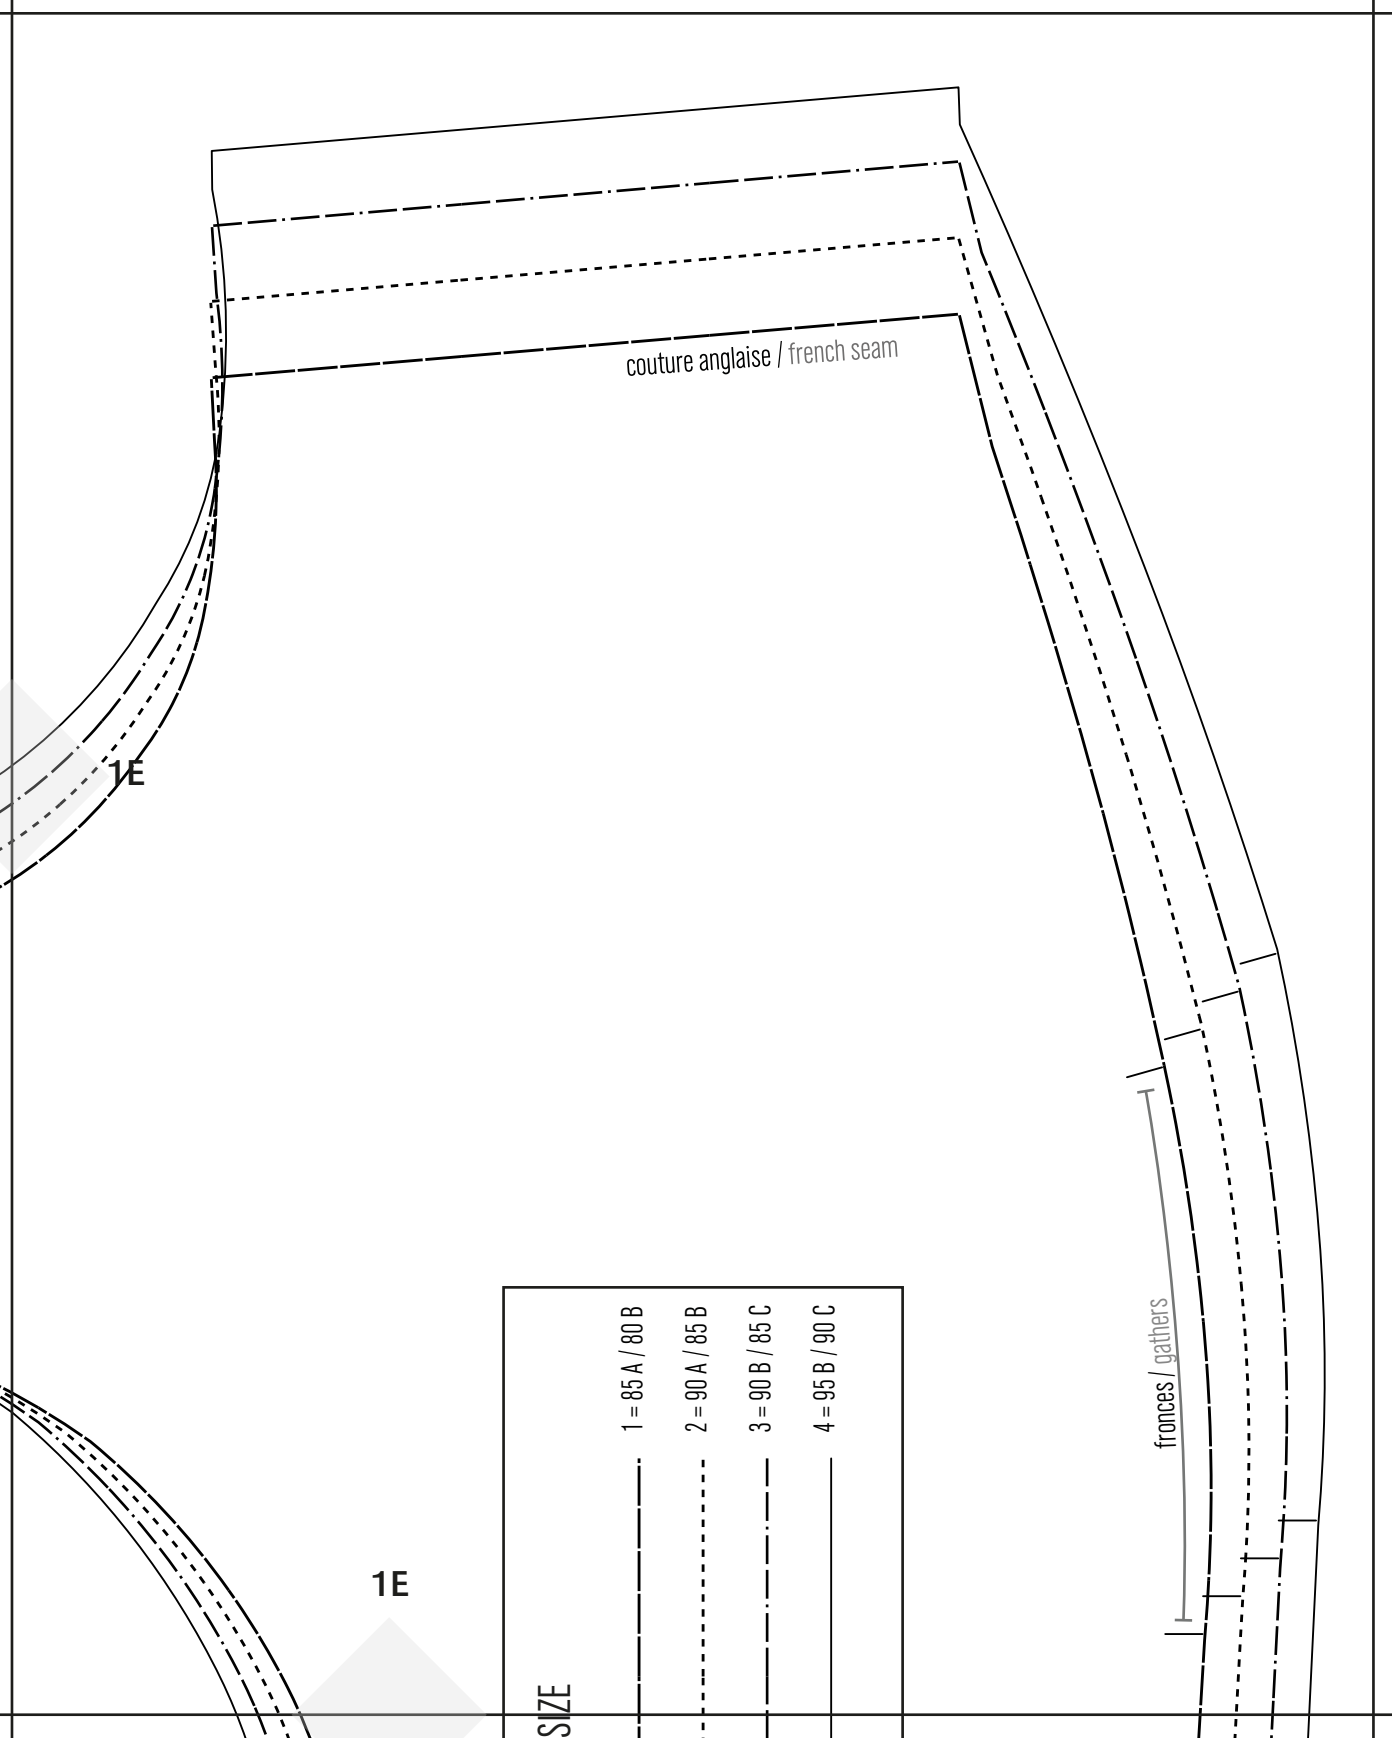 couture anglaise / french seam
1E
fronces / gathers
1 = 85 A / 80 B
2 = 90 A / 85 B
3 = 90 B / 85 C
4 = 95 B / 90 C
1E
SIZE